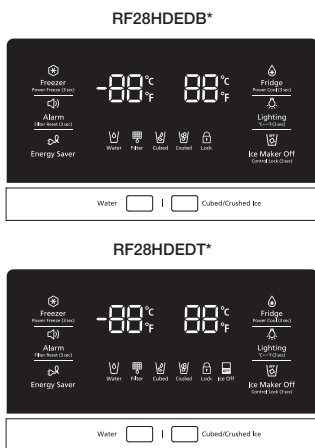 RF28HDEDB*
Freezer
Power Freeze (3 sec)
Alarm
Filter Reset (3 sec)
Energy Saver
-88°C °F
88°C °F
Water Filter Cubed Crushed Lock
Fridge
Power Cool (3 sec)
Lighting
°C↔°F (3 sec)
Ice Maker Off
Control Lock (3 sec)
Water | Cubed/Crushed Ice
RF28HDEDT*
Freezer
Power Freeze (3 sec)
Alarm
Filter Reset (3 sec)
Energy Saver
-88°C °F
88°C °F
Water Filter Cubed Crushed Lock Ice Off
Fridge
Power Cool (3 sec)
Lighting
°C↔°F (3 sec)
Ice Maker Off
Control Lock (3 sec)
Water | Cubed/Crushed Ice